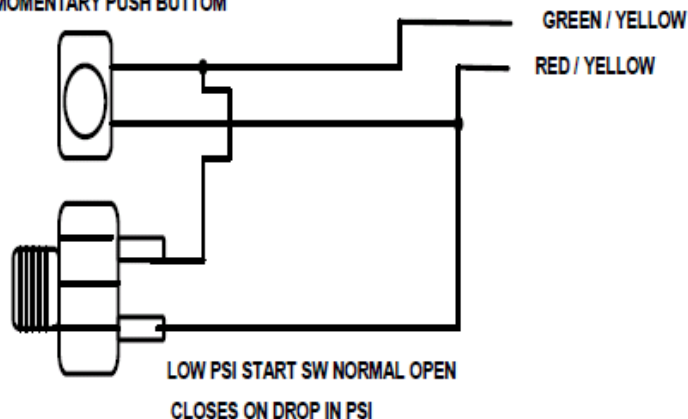 MOMENTARY PUSH BUTTOM
GREEN / YELLOW
RED / YELLOW
LOW PSI START SW NORMAL OPEN
CLOSES ON DROP IN PSI